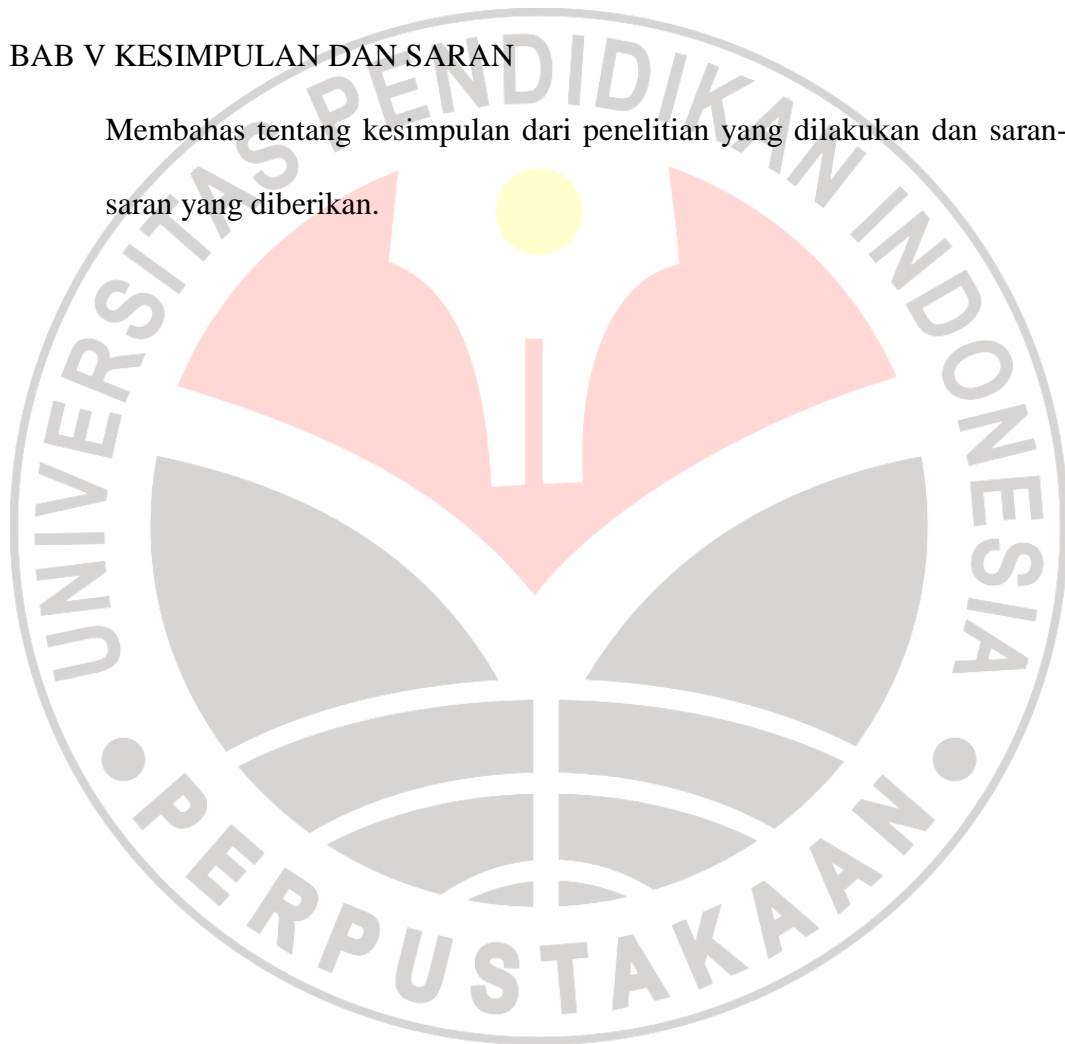 BAB V KESIMPULAN DAN SARAN
Membahas tentang kesimpulan dari penelitian yang dilakukan dan saran-
saran yang diberikan.
UNIVERSITAS PENDIDIKAN INDONESIA
PERPUSTAKAAN